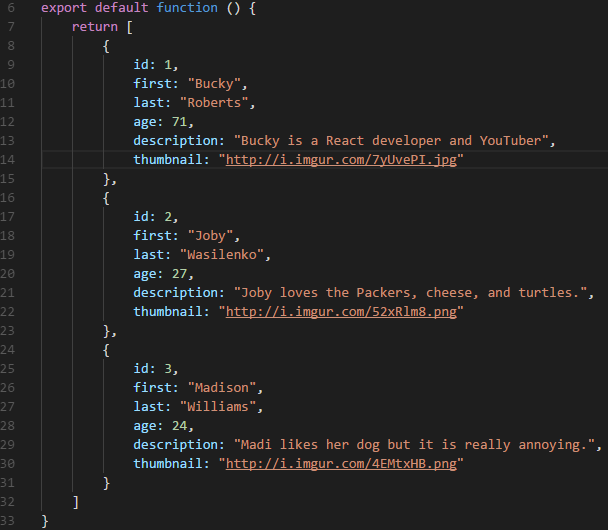 6 export default function () {
7 return [
8 {
9 id: 1,
10 first: "Bucky",
11 last: "Roberts",
12 age: 71,
13 description: "Bucky is a React developer and YouTuber",
14 thumbnail: "http://i.imgur.com/7yUvePI.jpg"
15 },
16 {
17 id: 2,
18 first: "Joby",
19 last: "Wasilenko",
20 age: 27,
21 description: "Joby loves the Packers, cheese, and turtles.",
22 thumbnail: "http://i.imgur.com/52xRlm8.png"
23 },
24 {
25 id: 3,
26 first: "Madison",
27 last: "Williams",
28 age: 24,
29 description: "Madi likes her dog but it is really annoying.",
30 thumbnail: "http://i.imgur.com/4EMtxHB.png"
31 }
32 ]
33 }